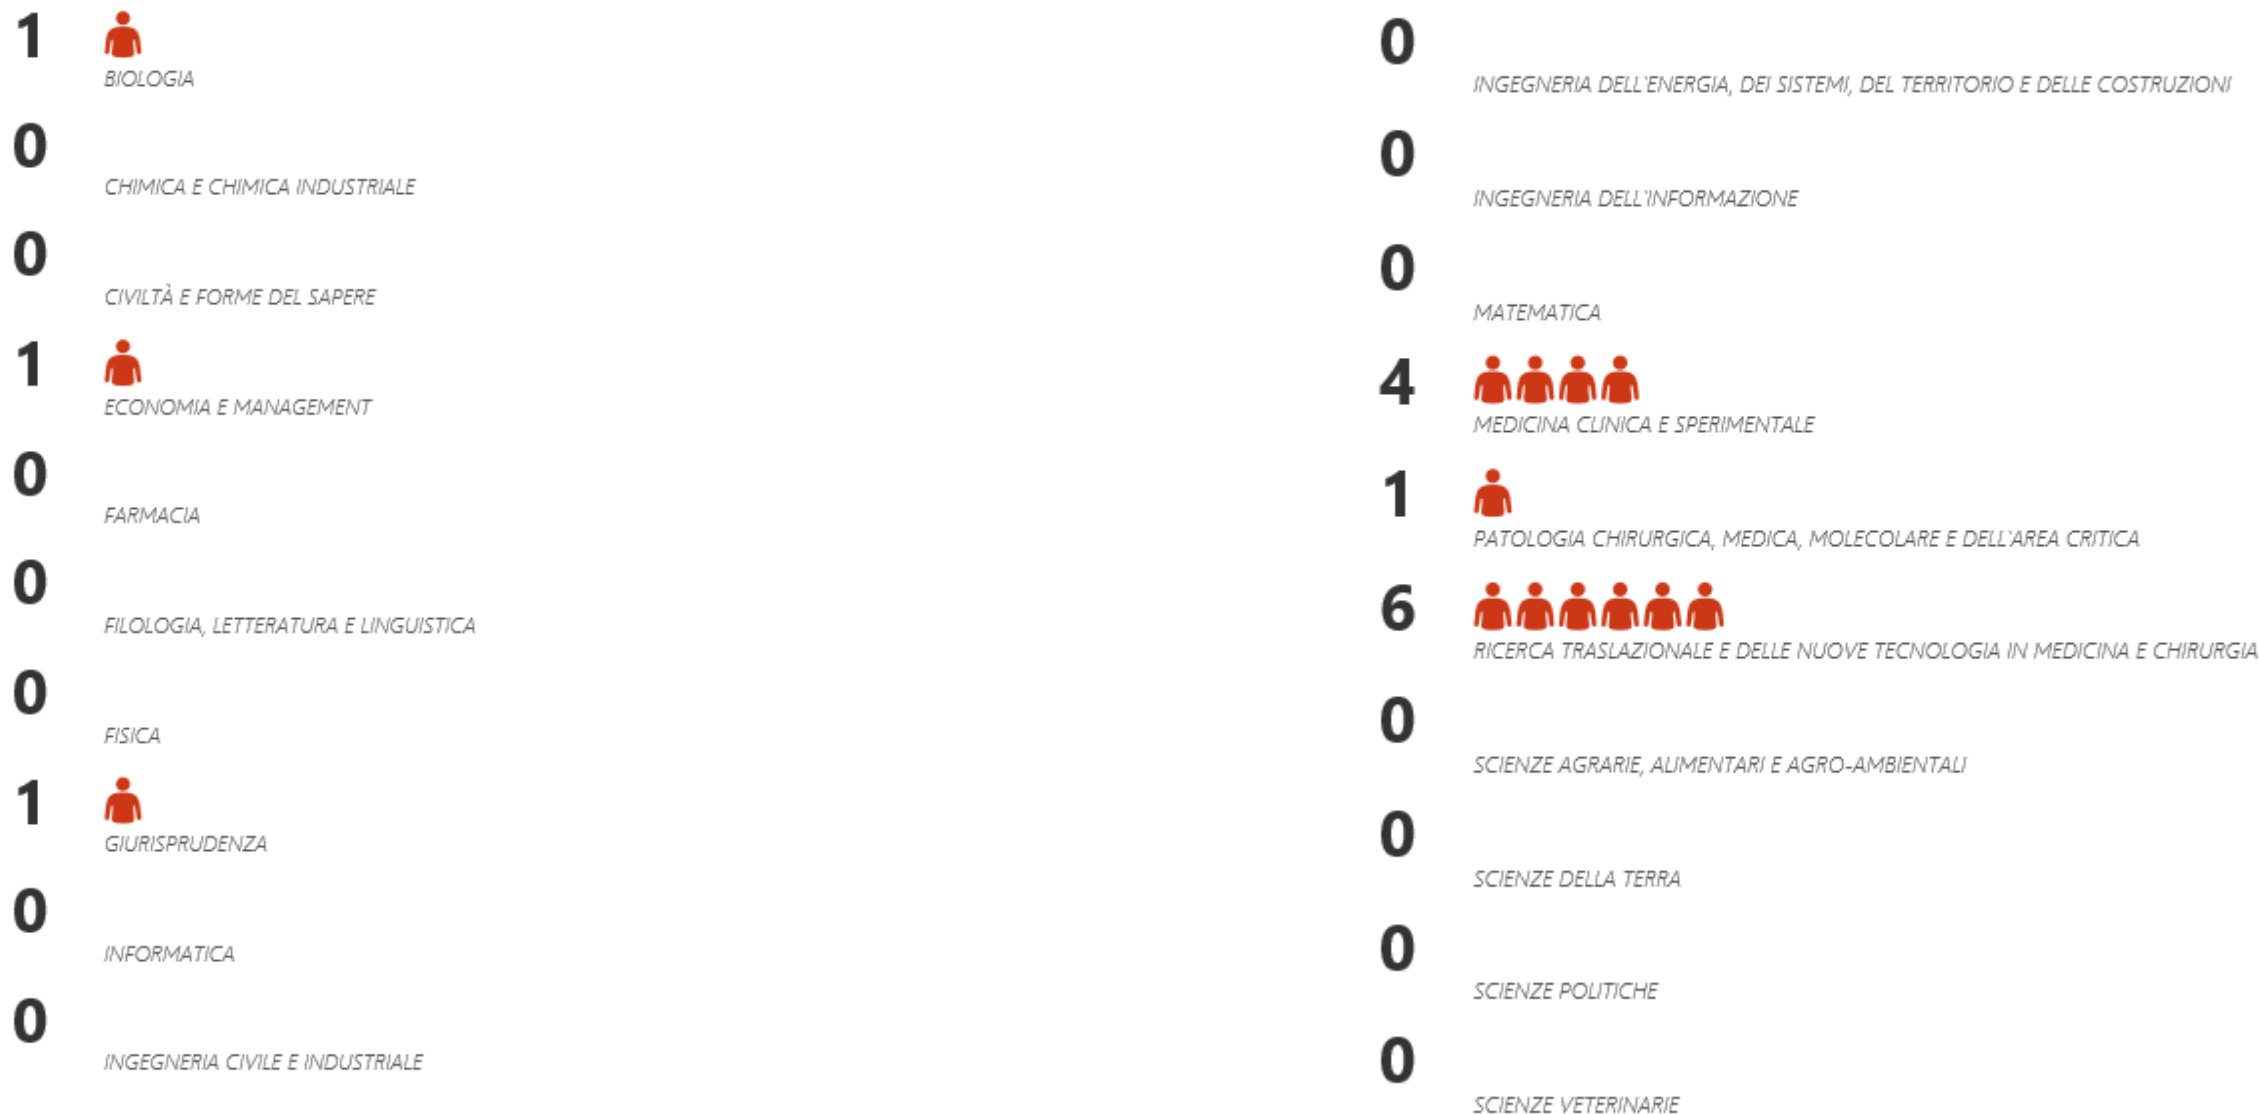 1
BIOLOGIA
0
CHIMICA E CHIMICA INDUSTRIALE
0
CIVILTÀ E FORME DEL SAPERE
1
ECONOMIA E MANAGEMENT
0
FARMACIA
0
FILOLOGIA, LETTERATURA E LINGUISTICA
0
FISICA
1
GIURISPRUDENZA
0
INFORMATICA
0
INGEGNERIA CIVILE E INDUSTRIALE
0
INGEGNERIA DELL`ENERGIA, DEI SISTEMI, DEL TERRITORIO E DELLE COSTRUZIONI
0
INGEGNERIA DELL`INFORMAZIONE
0
MATEMATICA
4
MEDICINA CLINICA E SPERIMENTALE
1
PATOLOGIA CHIRURGICA, MEDICA, MOLECOLARE E DELL`AREA CRITICA
6
RICERCA TRASLAZIONALE E DELLE NUOVE TECNOLOGIA IN MEDICINA E CHIRURGIA
0
SCIENZE AGRARIE, ALIMENTARI E AGRO-AMBIENTALI
0
SCIENZE DELLA TERRA
0
SCIENZE POLITICHE
0
SCIENZE VETERINARIE